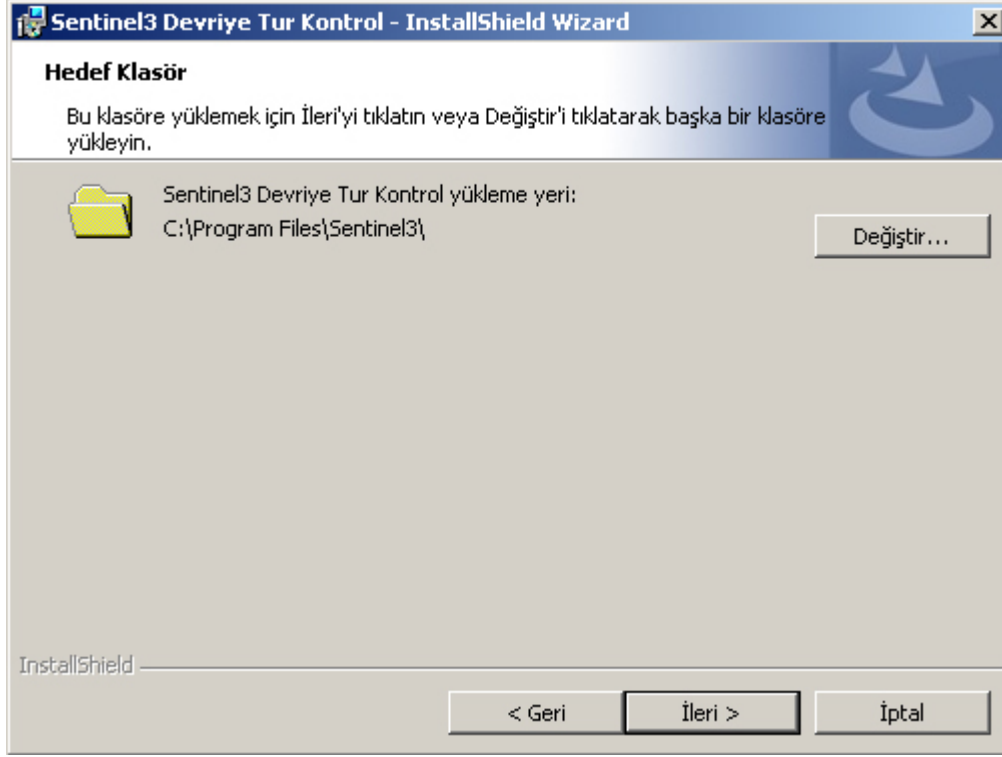 Sentinel3 Devriye Tur Kontrol - InstallShield Wizard
Hedef Klasör
Bu klasöre yüklemek için İleri'yi tıklatın veya Değiştir'i tıklatarak başka bir klasöre
yükleyin.
Sentinel3 Devriye Tur Kontrol yükleme yeri:
C:\Program Files\Sentinel3\
Değiştir...
InstallShield
< Geri
İleri >
İptal